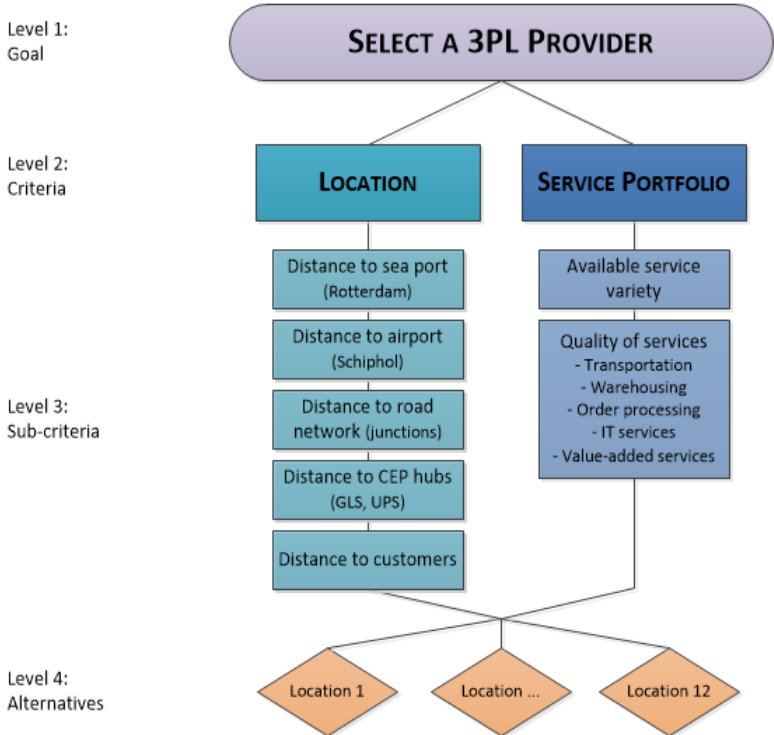 Level 1:
Goal
SELECT A 3PL PROVIDER
Level 2:
Criteria
LOCATION
SERVICE PORTFOLIO
Level 3:
Sub-criteria
Distance to sea port
(Rotterdam)
Distance to airport
(Schiphol)
Distance to road
network (junctions)
Distance to CEP hubs
(GLS, UPS)
Distance to customers
Available service
variety
Quality of services
- Transportation
- Warehousing
- Order processing
- IT services
- Value-added services
Level 4:
Alternatives
Location 1
Location ...
Location 12